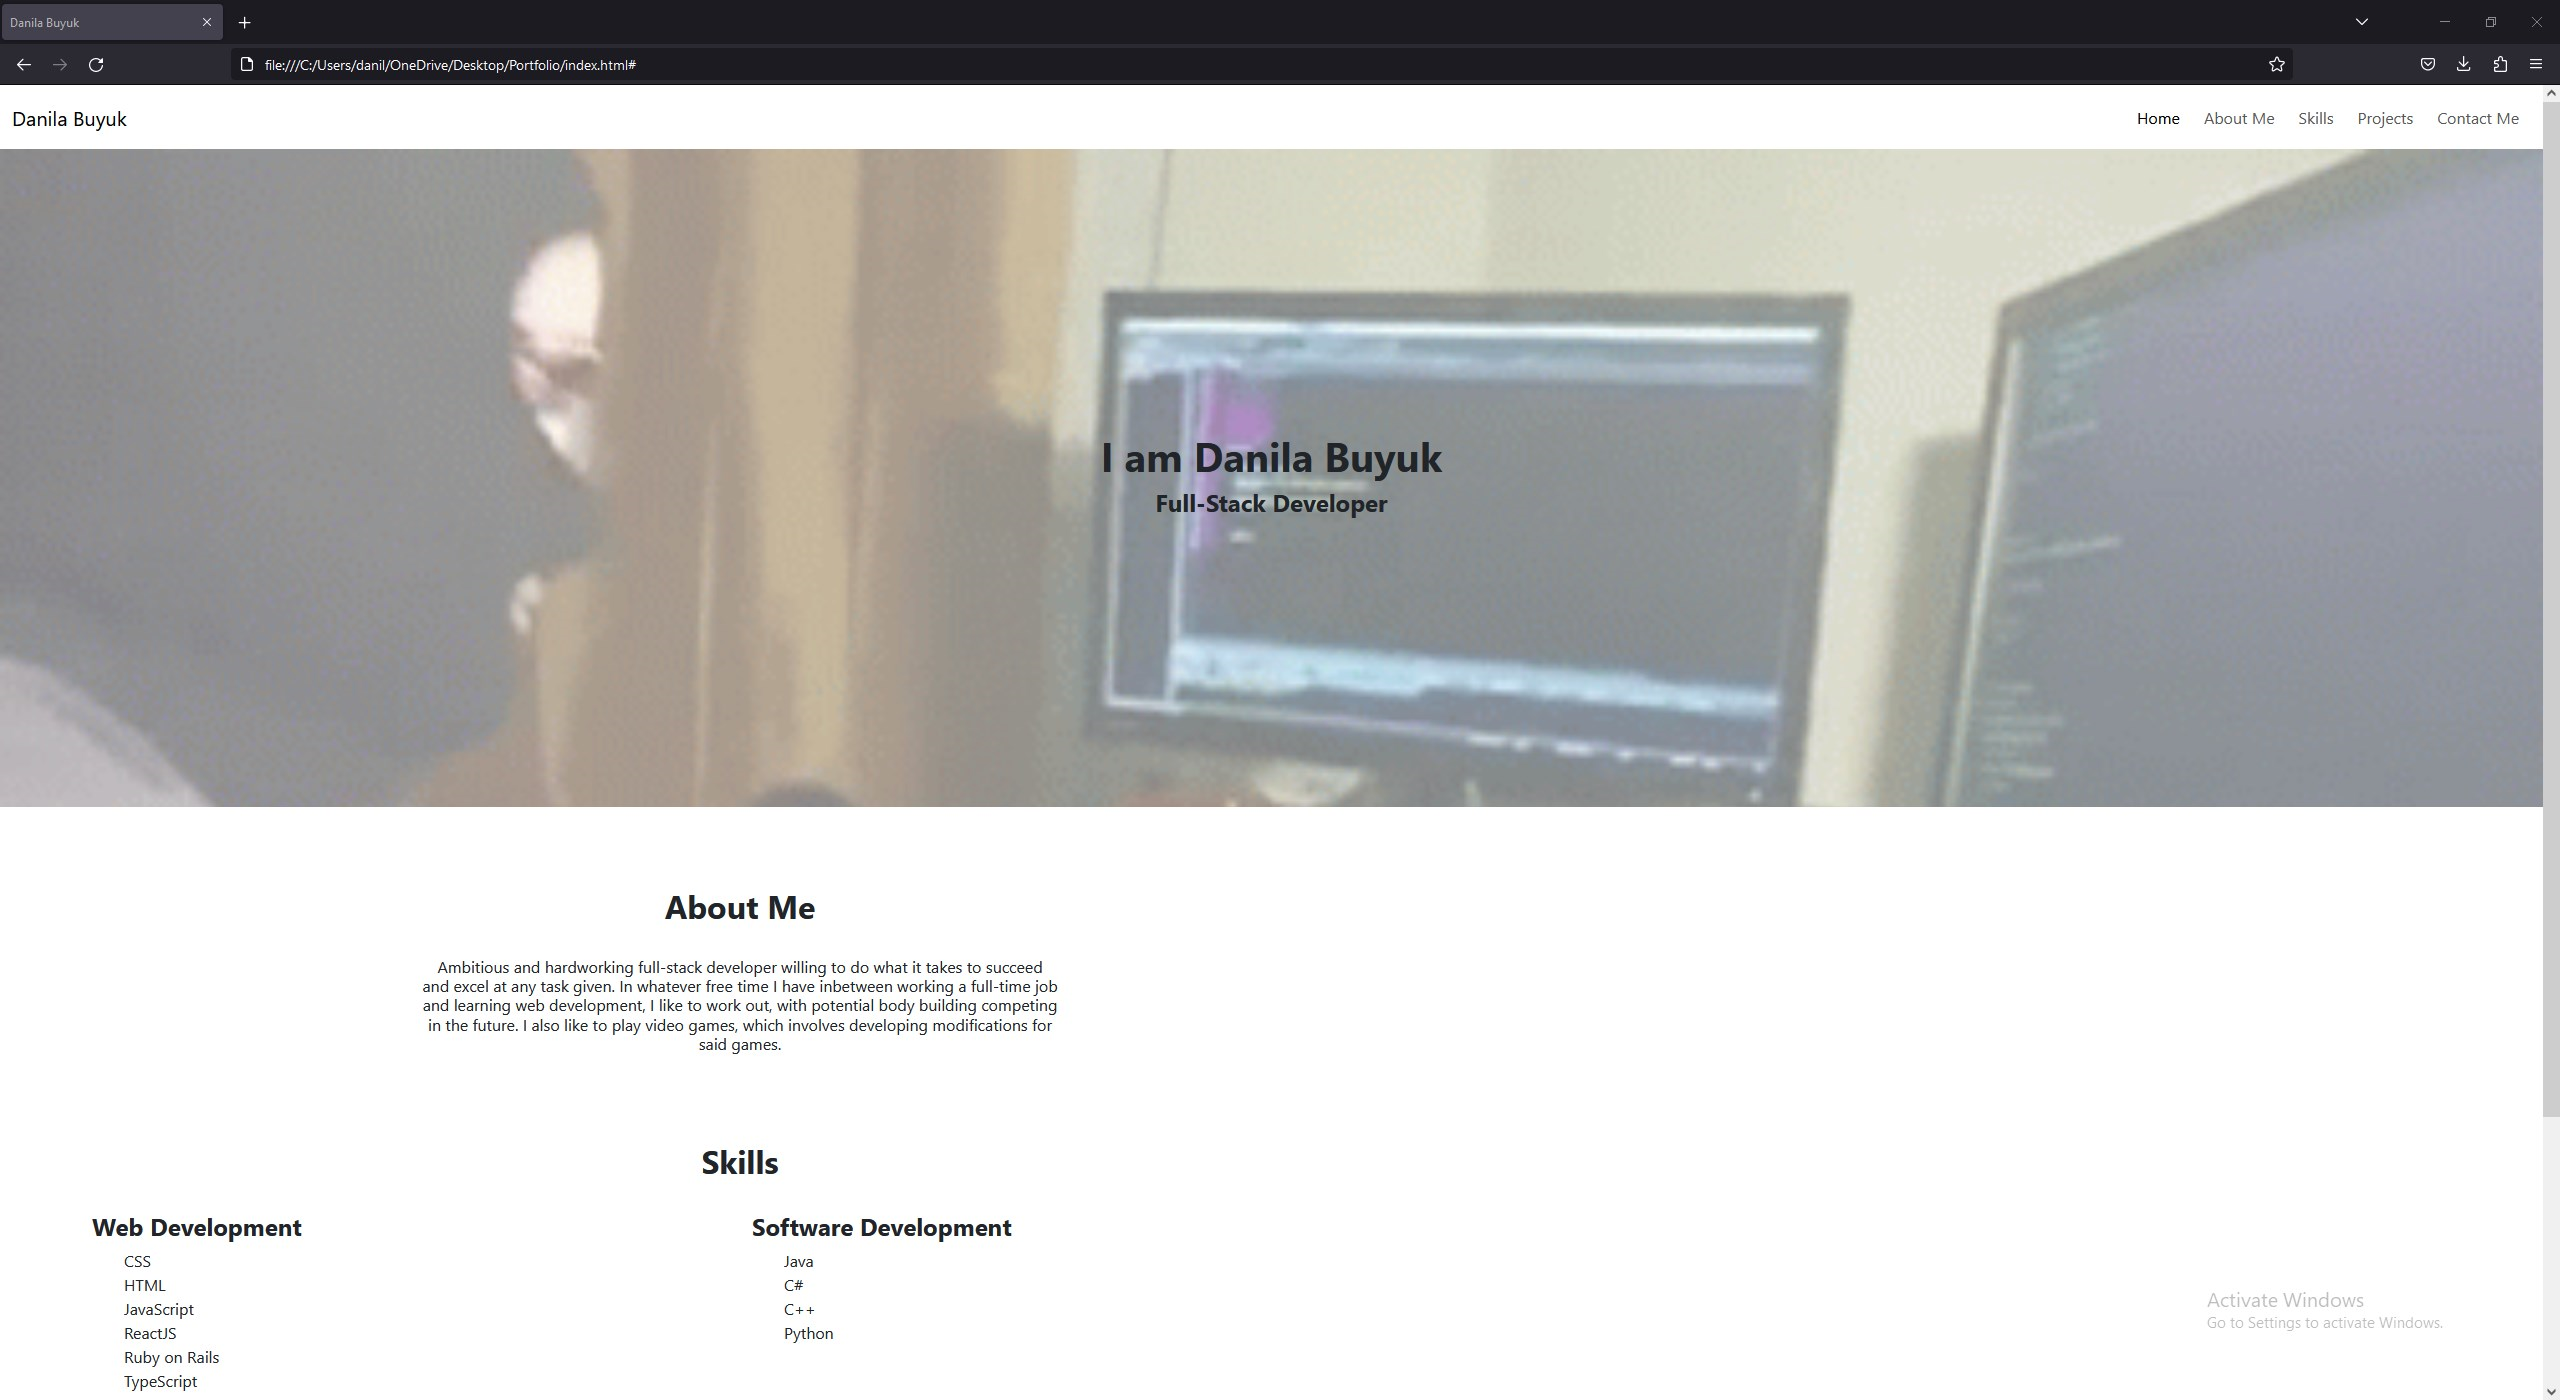 Danila Buyuk
file:///C:/Users/danil/OneDrive/Desktop/Portfolio/index.html#
Danila Buyuk
Home About Me Skills Projects Contact Me
I am Danila Buyuk
Full-Stack Developer
About Me
Ambitious and hardworking full-stack developer willing to do what it takes to succeed
and excel at any task given. In whatever free time I have inbetween working a full-time job
and learning web development, I like to work out, with potential body building competing
in the future. I also like to play video games, which involves developing modifications for
said games.
Skills
Web Development
CSS
HTML
JavaScript
ReactJS
Ruby on Rails
TypeScript
Software Development
Java
C#
C++
Python
Activate Windows
Go to Settings to activate Windows.